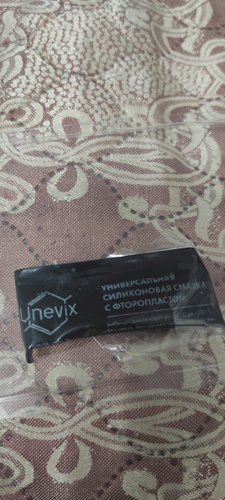 Unevix
УНИВЕРСАЛЬНАЯ
СИЛИКОНОВАЯ СМАЗКА
С ФТОРОПЛАСТОМ